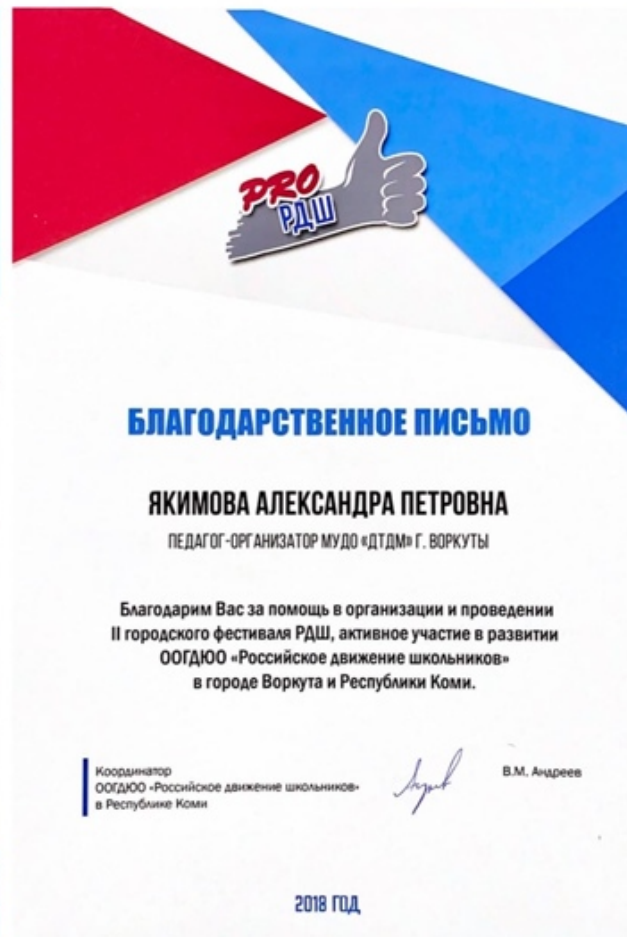 PRO
РДШ
БЛАГОДАРСТВЕННОЕ ПИСЬМО
ЯКИМОВА АЛЕКСАНДРА ПЕТРОВНА
ПЕДАГОГ-ОРГАНИЗАТОР МУДО «ДТДМ» Г. ВОРКУТЫ
Благодарим Вас за помощь в организации и проведении
II городского фестиваля РДШ, активное участие в развитии
ООГДЮО «Российское движение школьников»
в городе Воркута и Республики Коми.
Координатор
ООГДЮО «Российское движение школьников»
в Республике Коми
В.М. Андреев
2018 ГОД